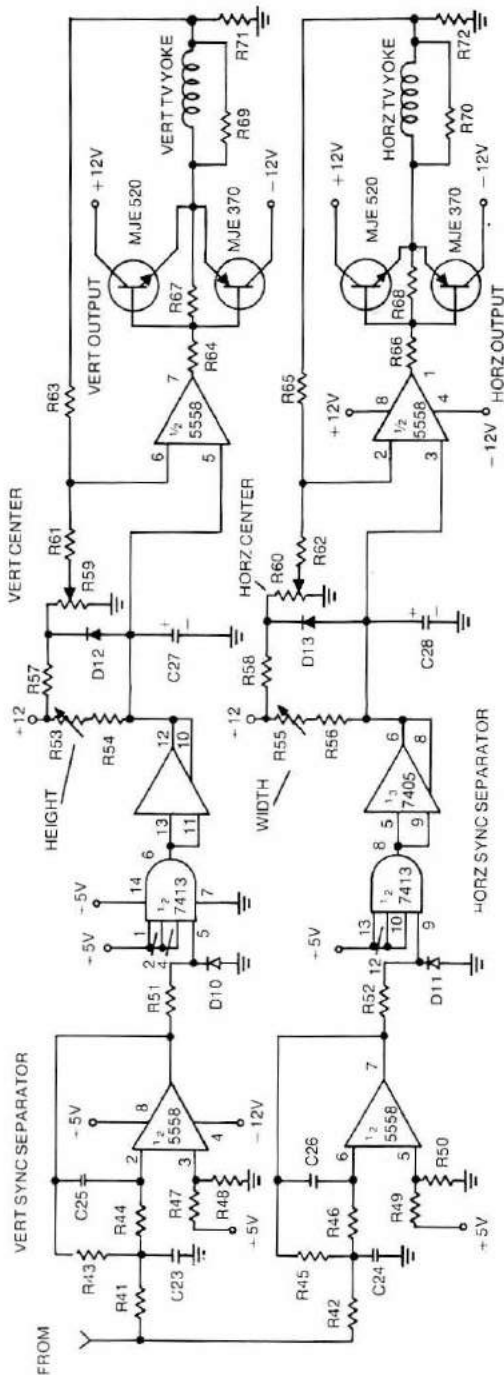 FROM
R41
R42
VERT SYNC SEPARATOR
R43
C25
R44
C23
2
3
8
4
1/2
5558
-5V
-12V
R47
R48
+5V
R51
D10
+5V
1
2
4
5
14
-5V
1/2
7413
7
6
13
11
12
10
HEIGHT
+12
R53
R54
R57
D12
C27
+
−
VERT CENTER
R59
R61
R63
6
5
1/2
5558
7
R64
VERT OUTPUT
+12V
MJE 520
R67
MJE 370
-12V
VERT TV YOKE
R69
R71
R45
C26
R46
C24
6
5
1/2
5558
7
R49
R50
+5V
R52
D11
+5V
13
12
10
9
1/2
7413
8
5
9
1/3
7405
6
8
HORZ SYNC SEPARATOR
WIDTH
+12
R55
R56
R58
D13
C28
+
−
HORZ CENTER
R60
R62
R65
2
3
+12V
8
1/2
5558
4
-12V
1
R66
HORZ OUTPUT
+12V
MJE 520
R68
MJE 370
-12V
HORZ TV YOKE
R70
R72